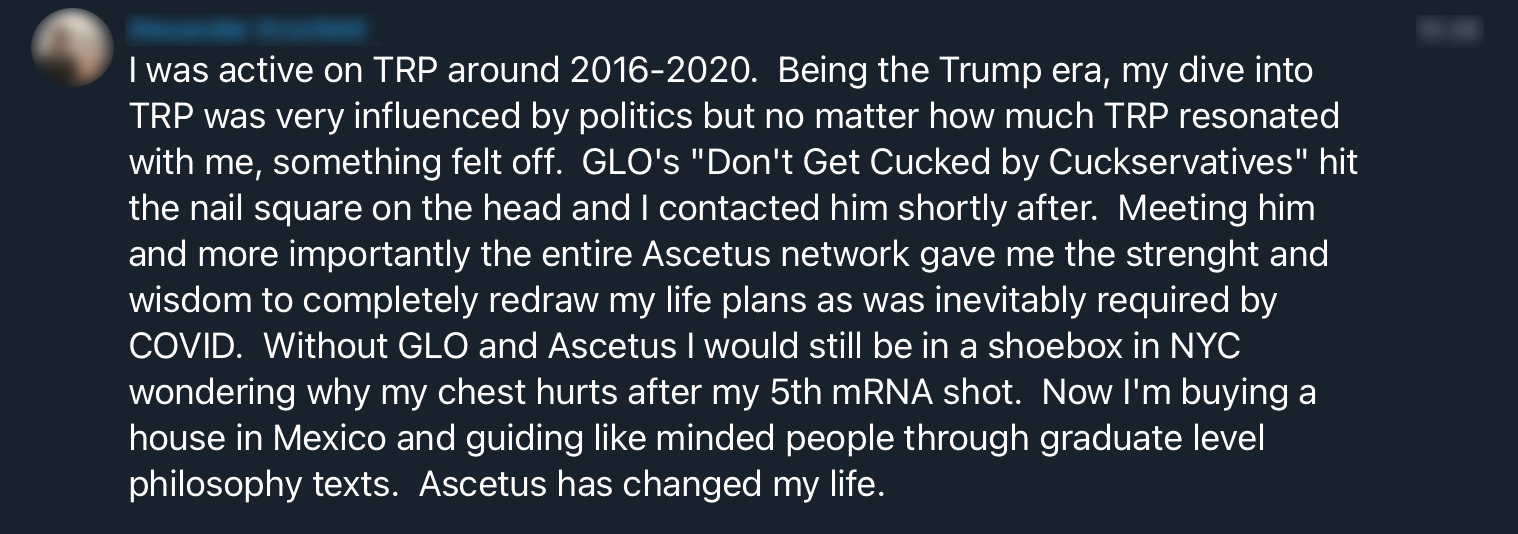 I was active on TRP around 2016-2020.  Being the Trump era, my dive into
TRP was very influenced by politics but no matter how much TRP resonated
with me, something felt off.  GLO's "Don't Get Cucked by Cuckservatives" hit
the nail square on the head and I contacted him shortly after.  Meeting him
and more importantly the entire Ascetus network gave me the strenght and
wisdom to completely redraw my life plans as was inevitably required by
COVID.  Without GLO and Ascetus I would still be in a shoebox in NYC
wondering why my chest hurts after my 5th mRNA shot.  Now I'm buying a
house in Mexico and guiding like minded people through graduate level
philosophy texts.  Ascetus has changed my life.